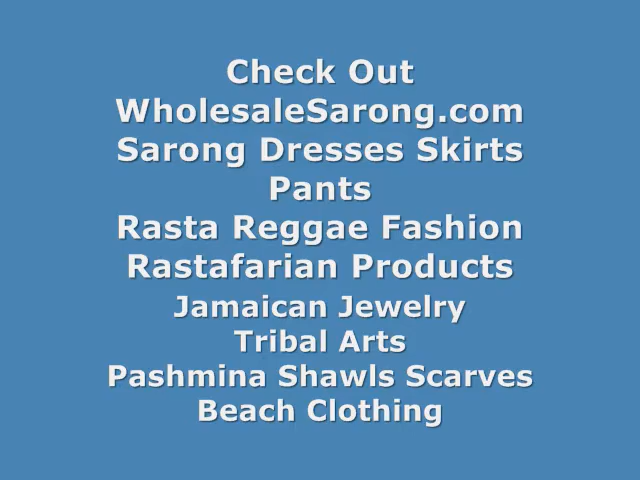 Check Out
WholesaleSarong.com
Sarong Dresses Skirts
Pants
Rasta Reggae Fashion
Rastafarian Products
Jamaican Jewelry
Tribal Arts
Pashmina Shawls Scarves
Beach Clothing